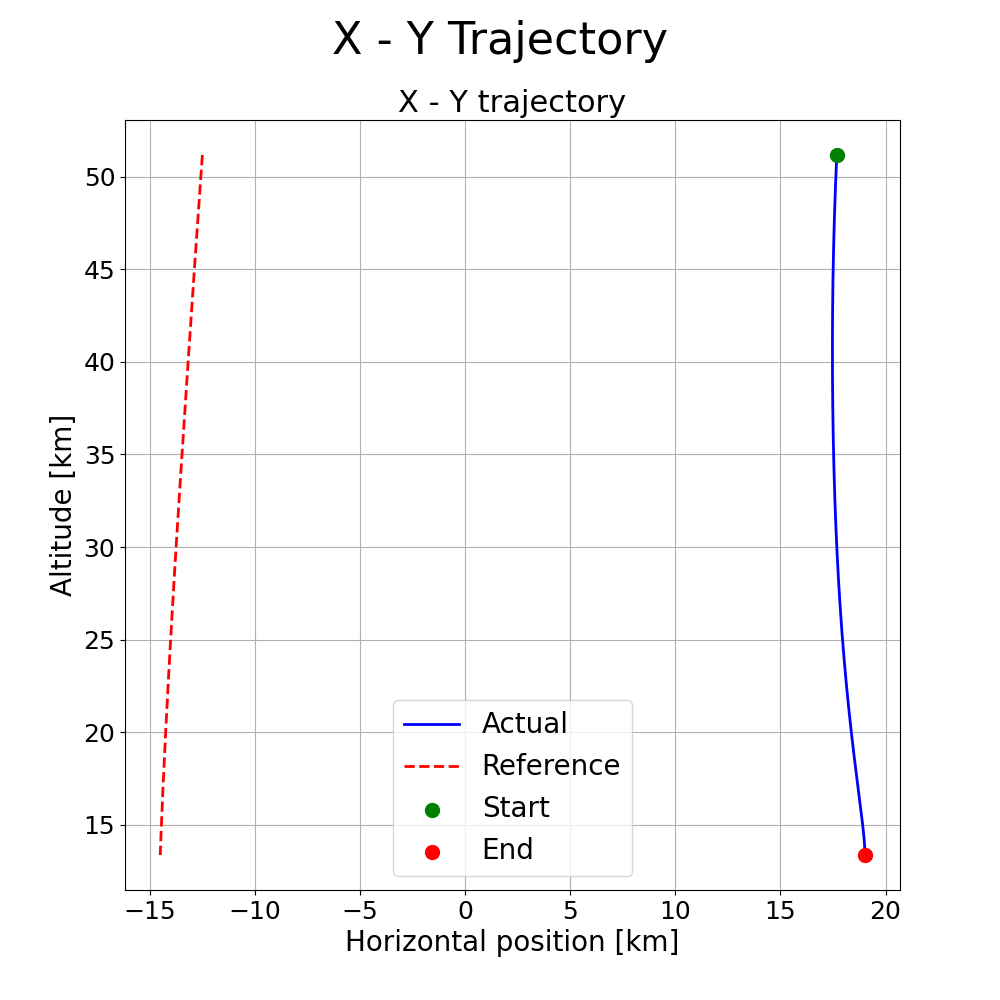 X - Y Trajectory
X - Y trajectory
50
45
40
35
30
25
20
15
Altitude [km]
Actual
Reference
Start
End
−15 −10 −5 0 5 10 15 20
Horizontal position [km]